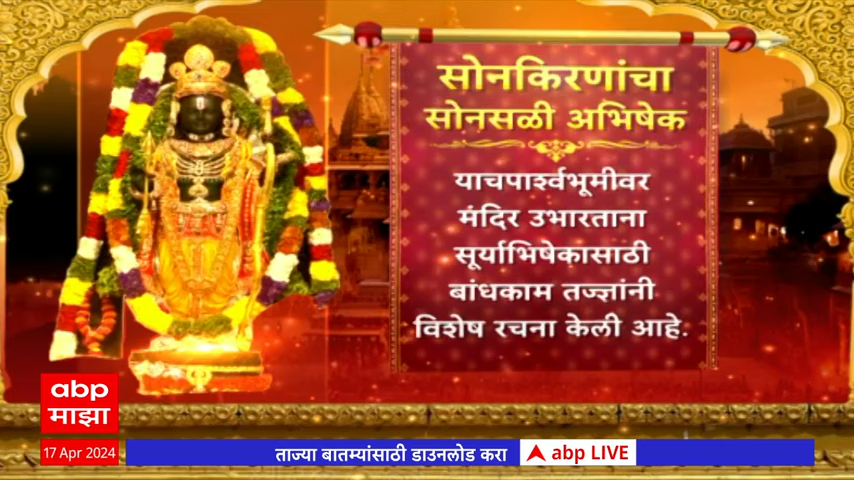 सोनकिरणांचा
सोनसळी अभिषेक
याचपार्श्वभूमीवर
मंदिर उभारताना
सूर्याभिषेकासाठी
बांधकाम तज्ज्ञांनी
विशेष रचना केली आहे.
abp
माझा
17 Apr 2024
ताज्या बातम्यांसाठी डाउनलोड करा abp LIVE